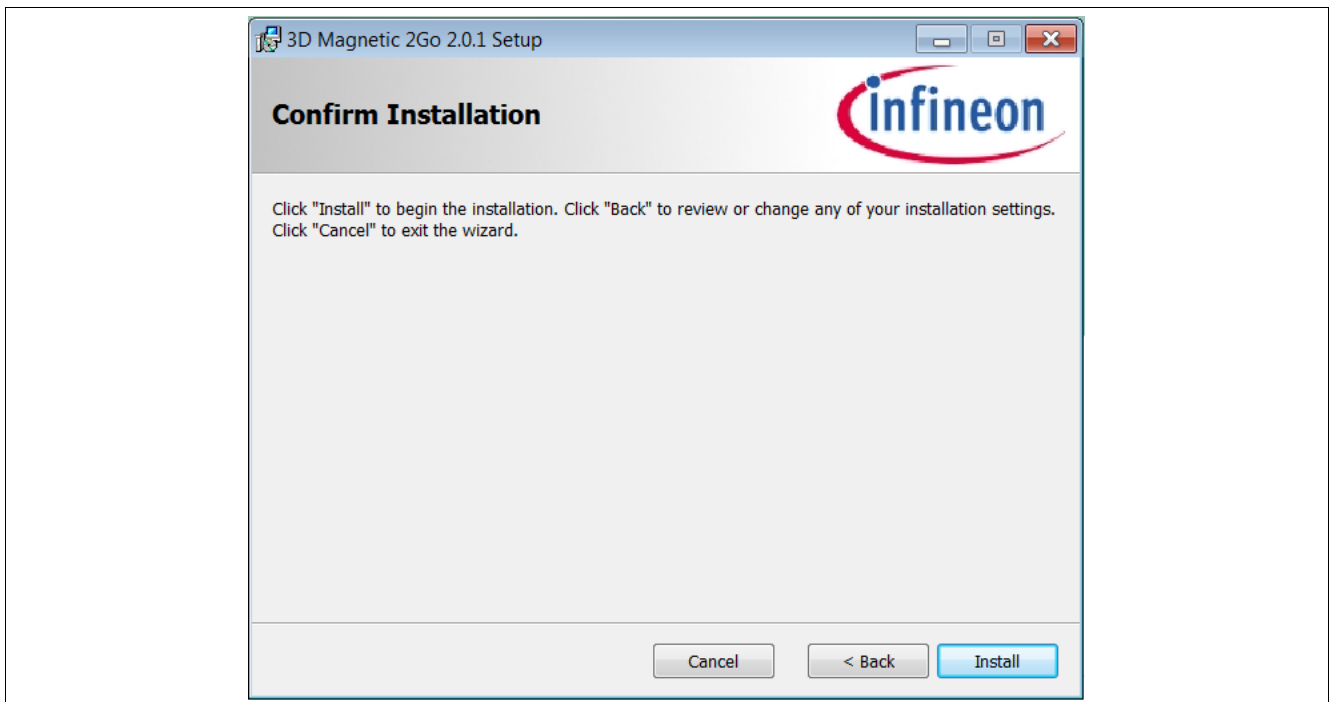 3D Magnetic 2Go 2.0.1 Setup
Confirm Installation
infineon
Click "Install" to begin the installation. Click "Back" to review or change any of your installation settings.
Click "Cancel" to exit the wizard.
Cancel
< Back
Install